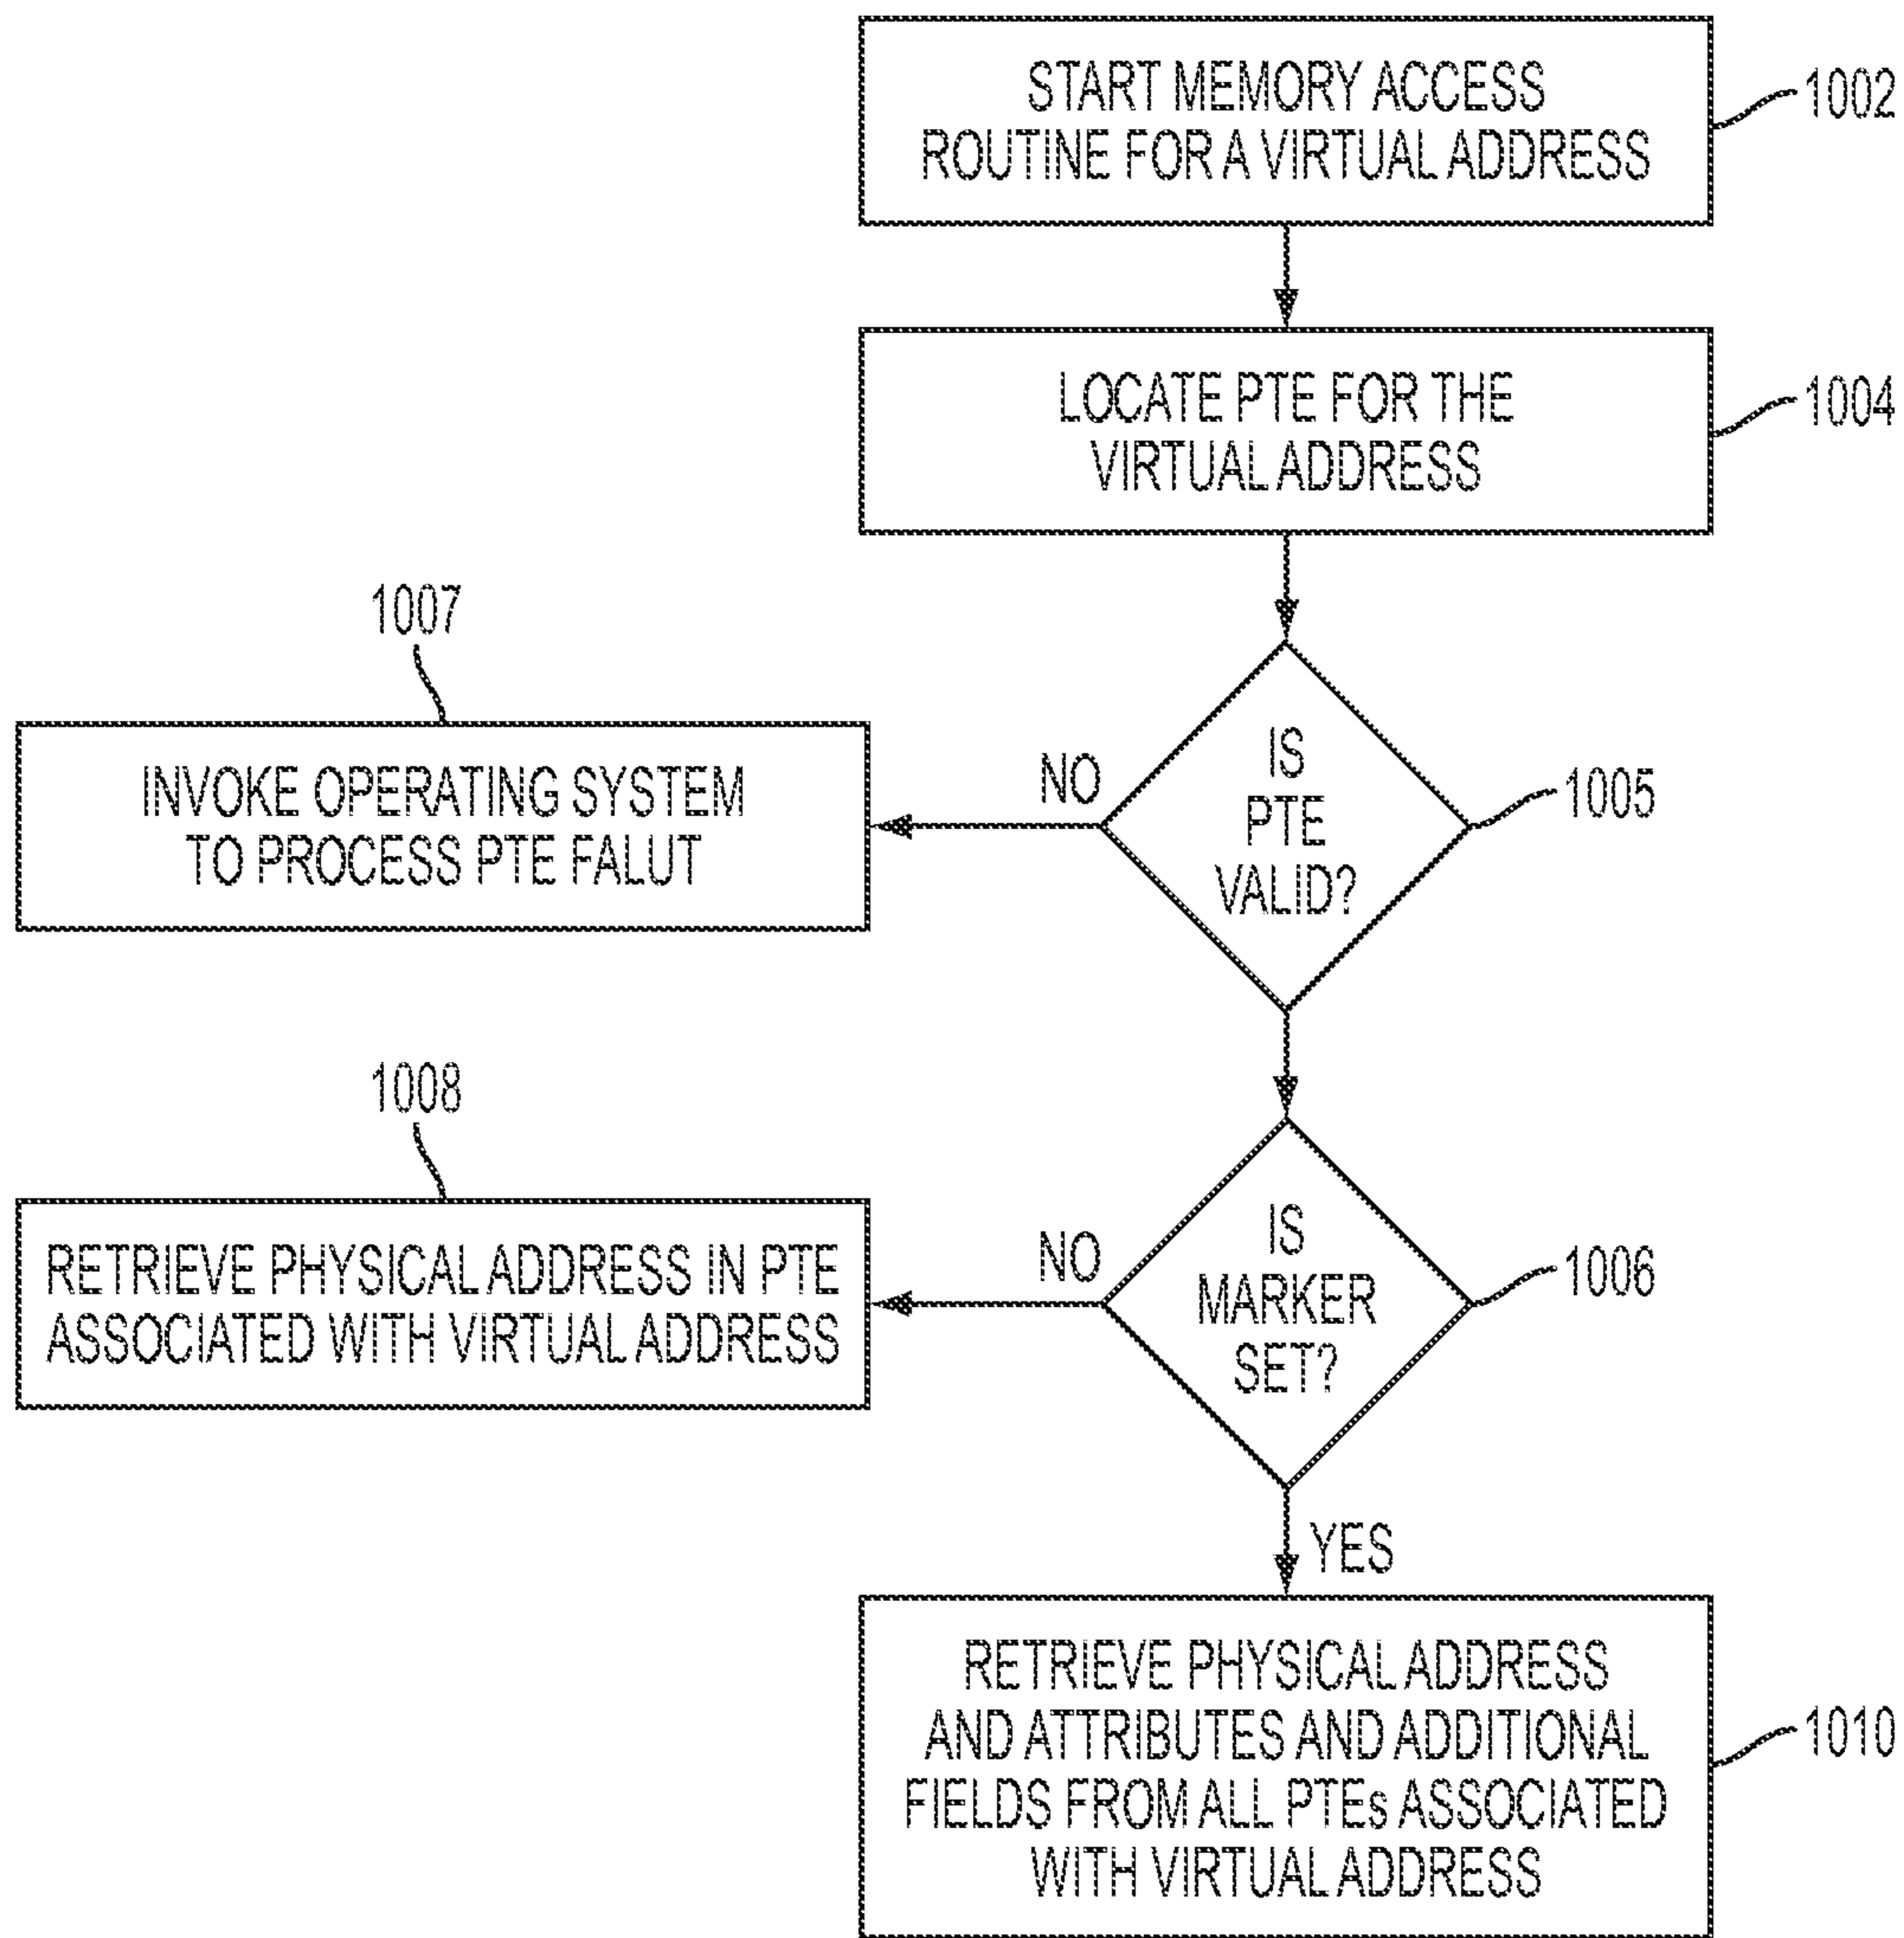 START MEMORY ACCESS
ROUTINE FOR A VIRTUAL ADDRESS
1002
LOCATE PTE FOR THE
VIRTUAL ADDRESS
1004
1007
INVOKE OPERATING SYSTEM
TO PROCESS PTE FALUT
NO
IS
PTE
VALID?
1005
1008
RETRIEVE PHYSICAL ADDRESS IN PTE
ASSOCIATED WITH VIRTUAL ADDRESS
NO
IS
MARKER
SET?
1006
YES
RETRIEVE PHYSICAL ADDRESS
AND ATTRIBUTES AND ADDITIONAL
FIELDS FROM ALL PTEs ASSOCIATED
WITH VIRTUAL ADDRESS
1010